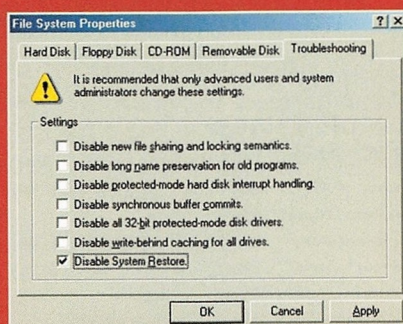 File System Properties
Hard Disk Floppy Disk CD-ROM Removable Disk Troubleshooting
It is recommended that only advanced users and system
administrators change these settings.
Settings
Disable new file sharing and locking semantics.
Disable long name preservation for old programs.
Disable protected-mode hard disk interrupt handling.
Disable synchronous buffer commits.
Disable all 32-bit protected-mode disk drivers.
Disable write-behind caching for all drives.
Disable System Restore.
OK Cancel Apply